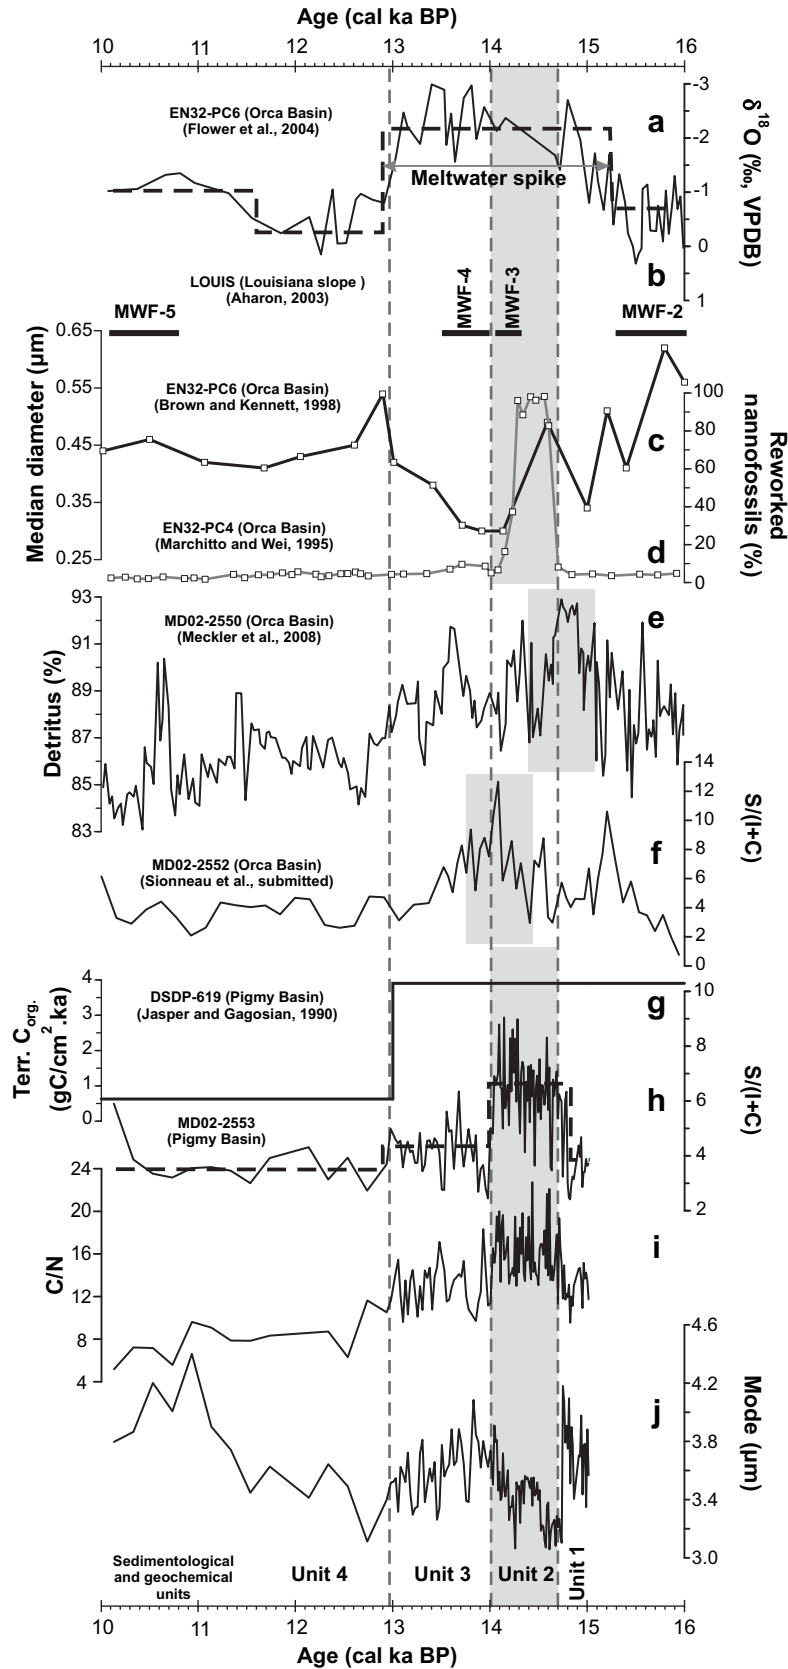 Age (cal ka BP)
10 11 12 13 14 15 16
EN32-PC6 (Orca Basin)
(Flower et al., 2004)
a
-3
-2
-1
0
1
δ18O (‰, VPDB)
Meltwater spike
LOUIS (Louisiana slope )
(Aharon, 2003)
b
MWF-5
MWF-4
MWF-3
MWF-2
Median diameter (µm)
0.65
0.55
0.45
0.35
0.25
EN32-PC6 (Orca Basin)
(Brown and Kennett, 1998)
c
EN32-PC4 (Orca Basin)
(Marchitto and Wei, 1995)
d
100
80
60
40
20
0
Reworked
nannofossils (%)
Detritus (%)
93
91
89
87
85
83
MD02-2550 (Orca Basin)
(Meckler et al., 2008)
e
MD02-2552 (Orca Basin)
(Sionneau et al., submitted)
f
14
12
10
8
6
4
2
0
S/(I+C)
Terr. Corg.
(gC/cm2.ka)
4
3
2
1
0
DSDP-619 (Pigmy Basin)
(Jasper and Gagosian, 1990)
g
MD02-2553
(Pigmy Basin)
h
10
8
6
4
2
S/(I+C)
C/N
24
20
16
12
8
4
i
j
4.6
4.2
3.8
3.4
3.0
Mode (µm)
Sedimentological
and geochemical
units
Unit 4
Unit 3
Unit 2
Unit 1
10 11 12 13 14 15 16
Age (cal ka BP)